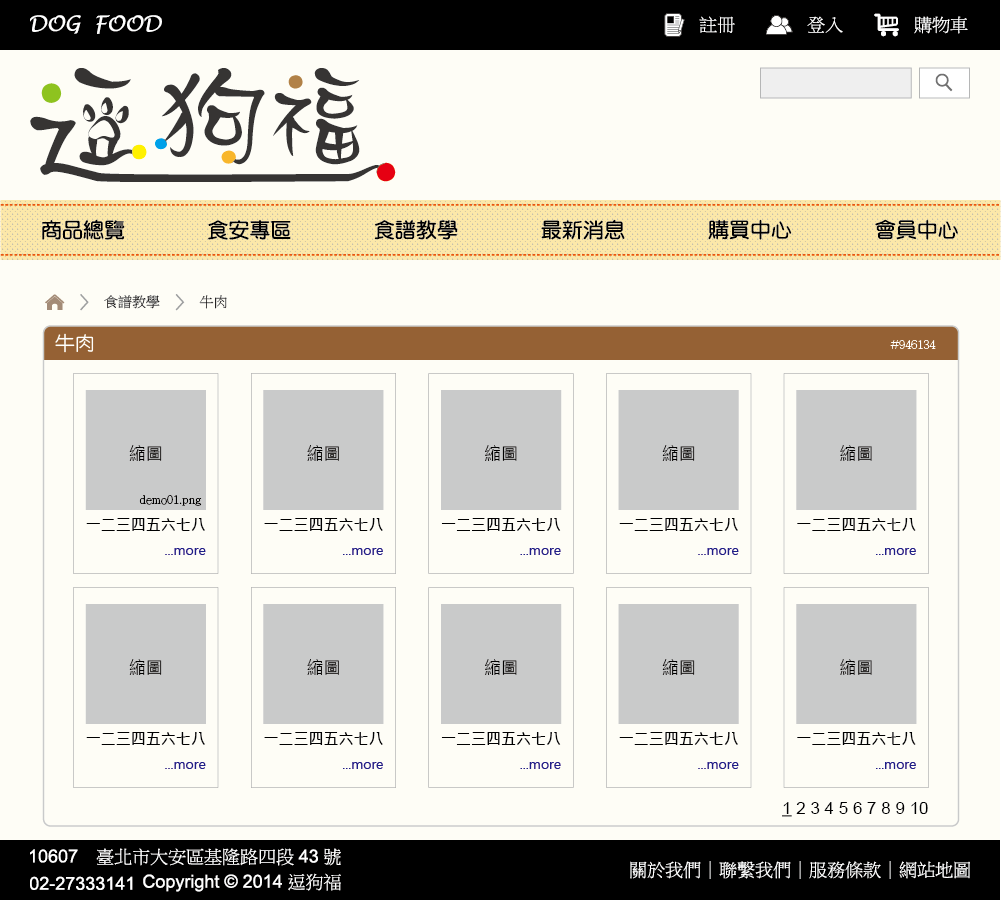 DOG FOOD 註冊 登入 購物車
逗狗福
商品總覽 食安專區 食譜教學 最新消息 購買中心 會員中心
食譜教學 牛肉
牛肉 #946134
縮圖 縮圖 縮圖 縮圖 縮圖
demo01.png
一二三四五六七八 一二三四五六七八 一二三四五六七八 一二三四五六七八 一二三四五六七八
...more ...more ...more ...more ...more
縮圖 縮圖 縮圖 縮圖 縮圖
一二三四五六七八 一二三四五六七八 一二三四五六七八 一二三四五六七八 一二三四五六七八
...more ...more ...more ...more ...more
1 2 3 4 5 6 7 8 9 10
10607 臺北市大安區基隆路四段 43 號
02-27333141 Copyright © 2014 逗狗福
關於我們│聯繫我們│服務條款│網站地圖